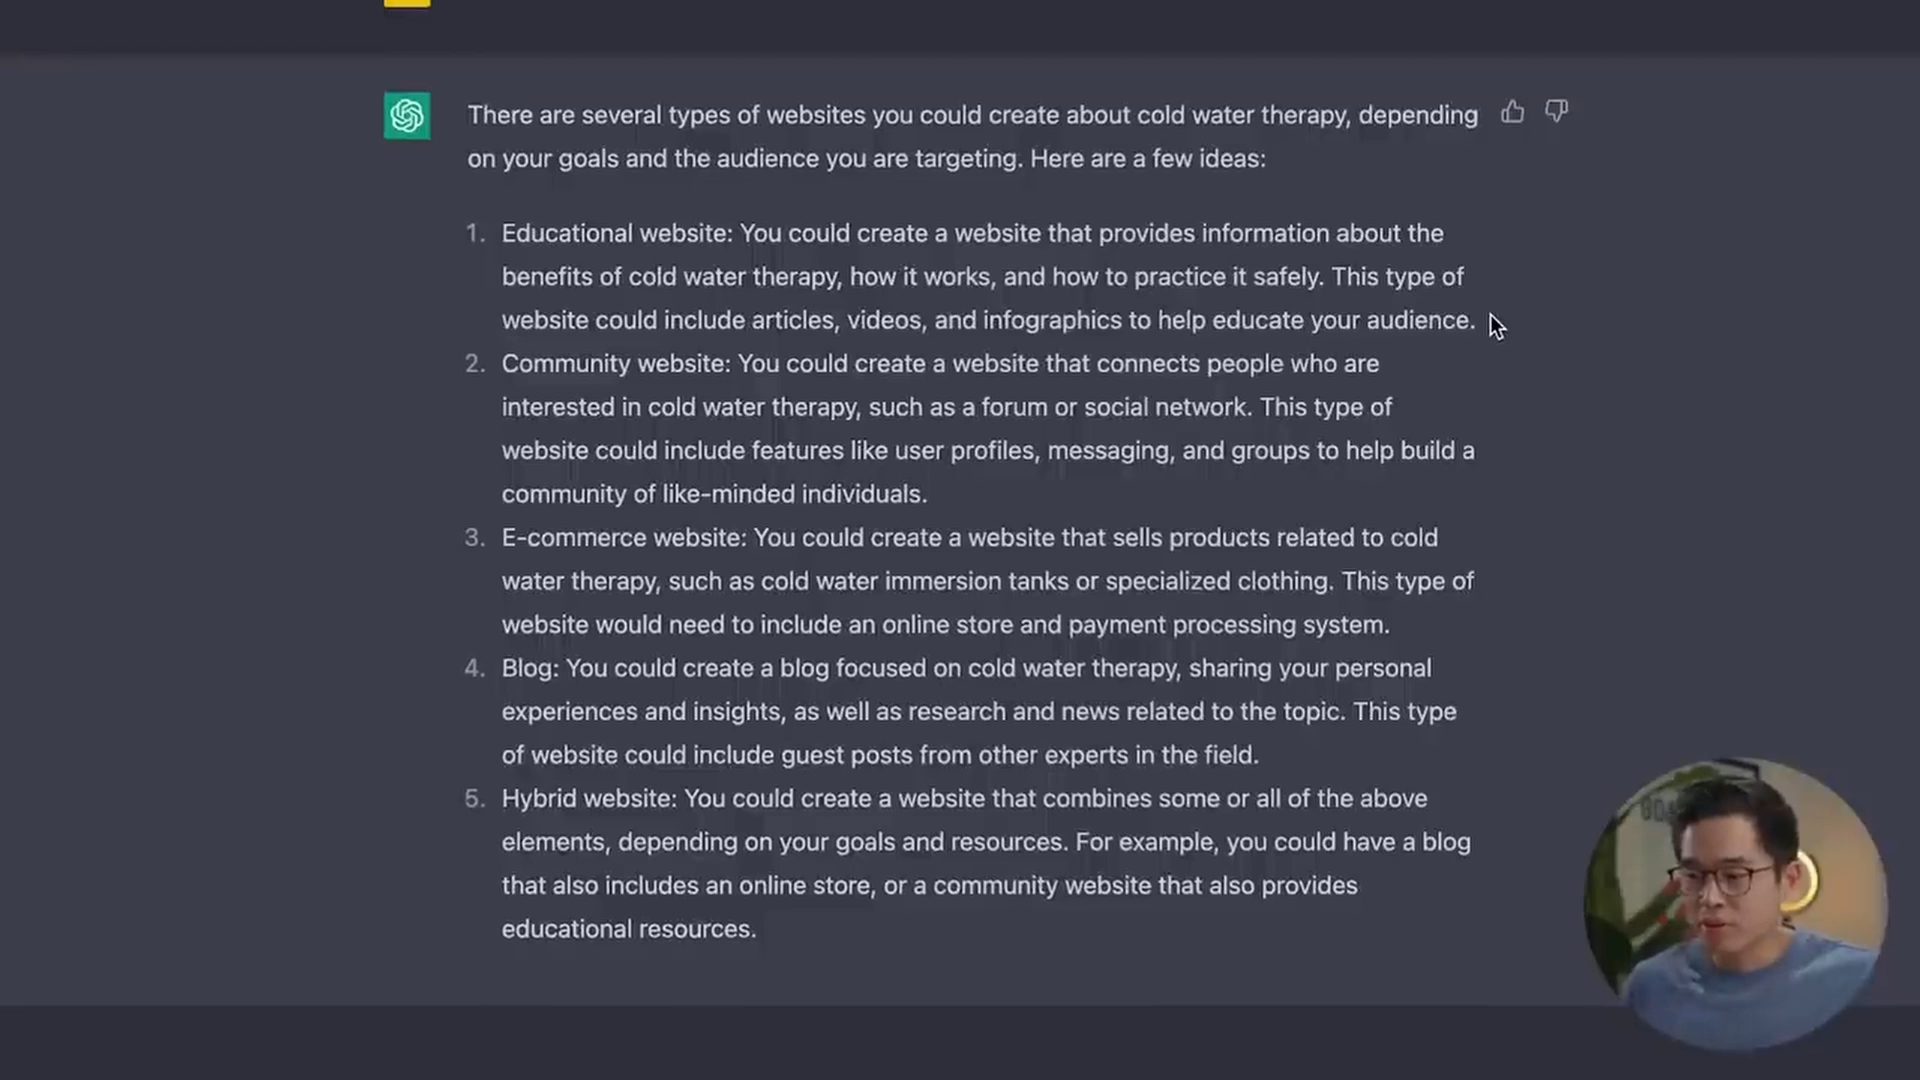 There are several types of websites you could create about cold water therapy, depending
on your goals and the audience you are targeting. Here are a few ideas:
1. Educational website: You could create a website that provides information about the
benefits of cold water therapy, how it works, and how to practice it safely. This type of
website could include articles, videos, and infographics to help educate your audience.
2. Community website: You could create a website that connects people who are
interested in cold water therapy, such as a forum or social network. This type of
website could include features like user profiles, messaging, and groups to help build a
community of like-minded individuals.
3. E-commerce website: You could create a website that sells products related to cold
water therapy, such as cold water immersion tanks or specialized clothing. This type of
website would need to include an online store and payment processing system.
4. Blog: You could create a blog focused on cold water therapy, sharing your personal
experiences and insights, as well as research and news related to the topic. This type
of website could include guest posts from other experts in the field.
5. Hybrid website: You could create a website that combines some or all of the above
elements, depending on your goals and resources. For example, you could have a blog
that also includes an online store, or a community website that also provides
educational resources.